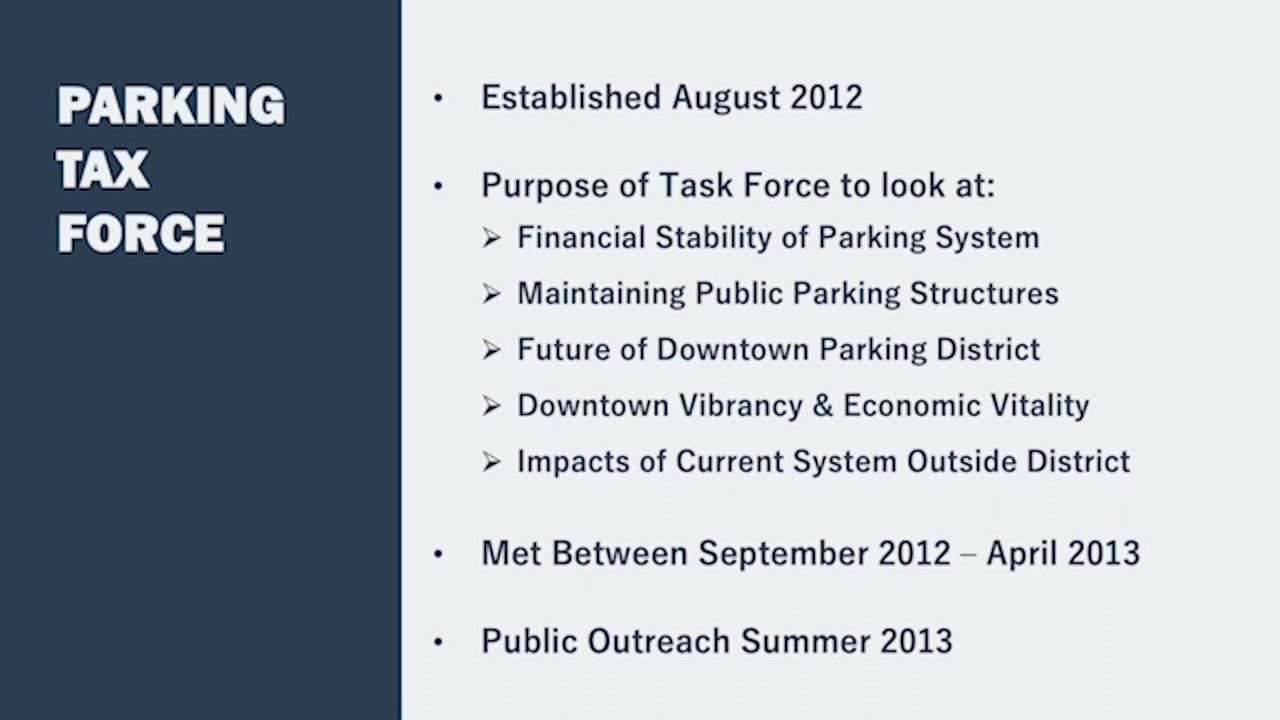 PARKING
TAX
FORCE
• Established August 2012
• Purpose of Task Force to look at:
➢ Financial Stability of Parking System
➢ Maintaining Public Parking Structures
➢ Future of Downtown Parking District
➢ Downtown Vibrancy & Economic Vitality
➢ Impacts of Current System Outside District
• Met Between September 2012 – April 2013
• Public Outreach Summer 2013